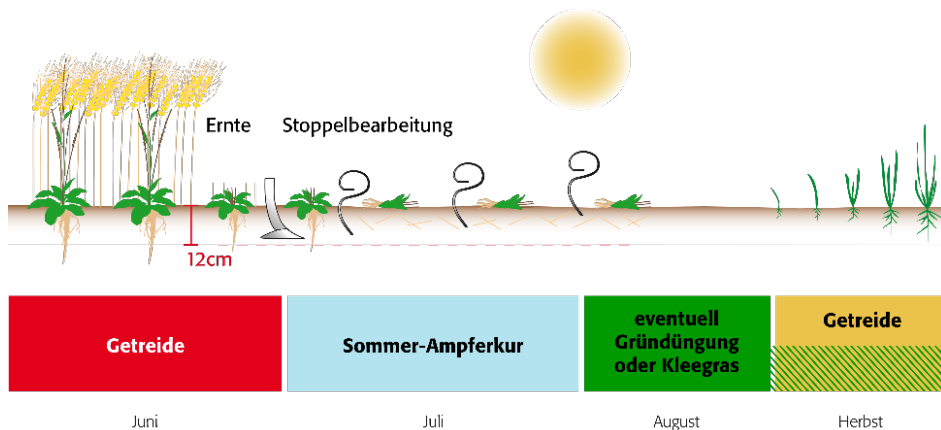 Ernte
Stoppelbearbeitung
12cm
Getreide
Sommer-Ampferkur
eventuell
Gründüngung
oder Kleegras
Getreide
Juni
Juli
August
Herbst